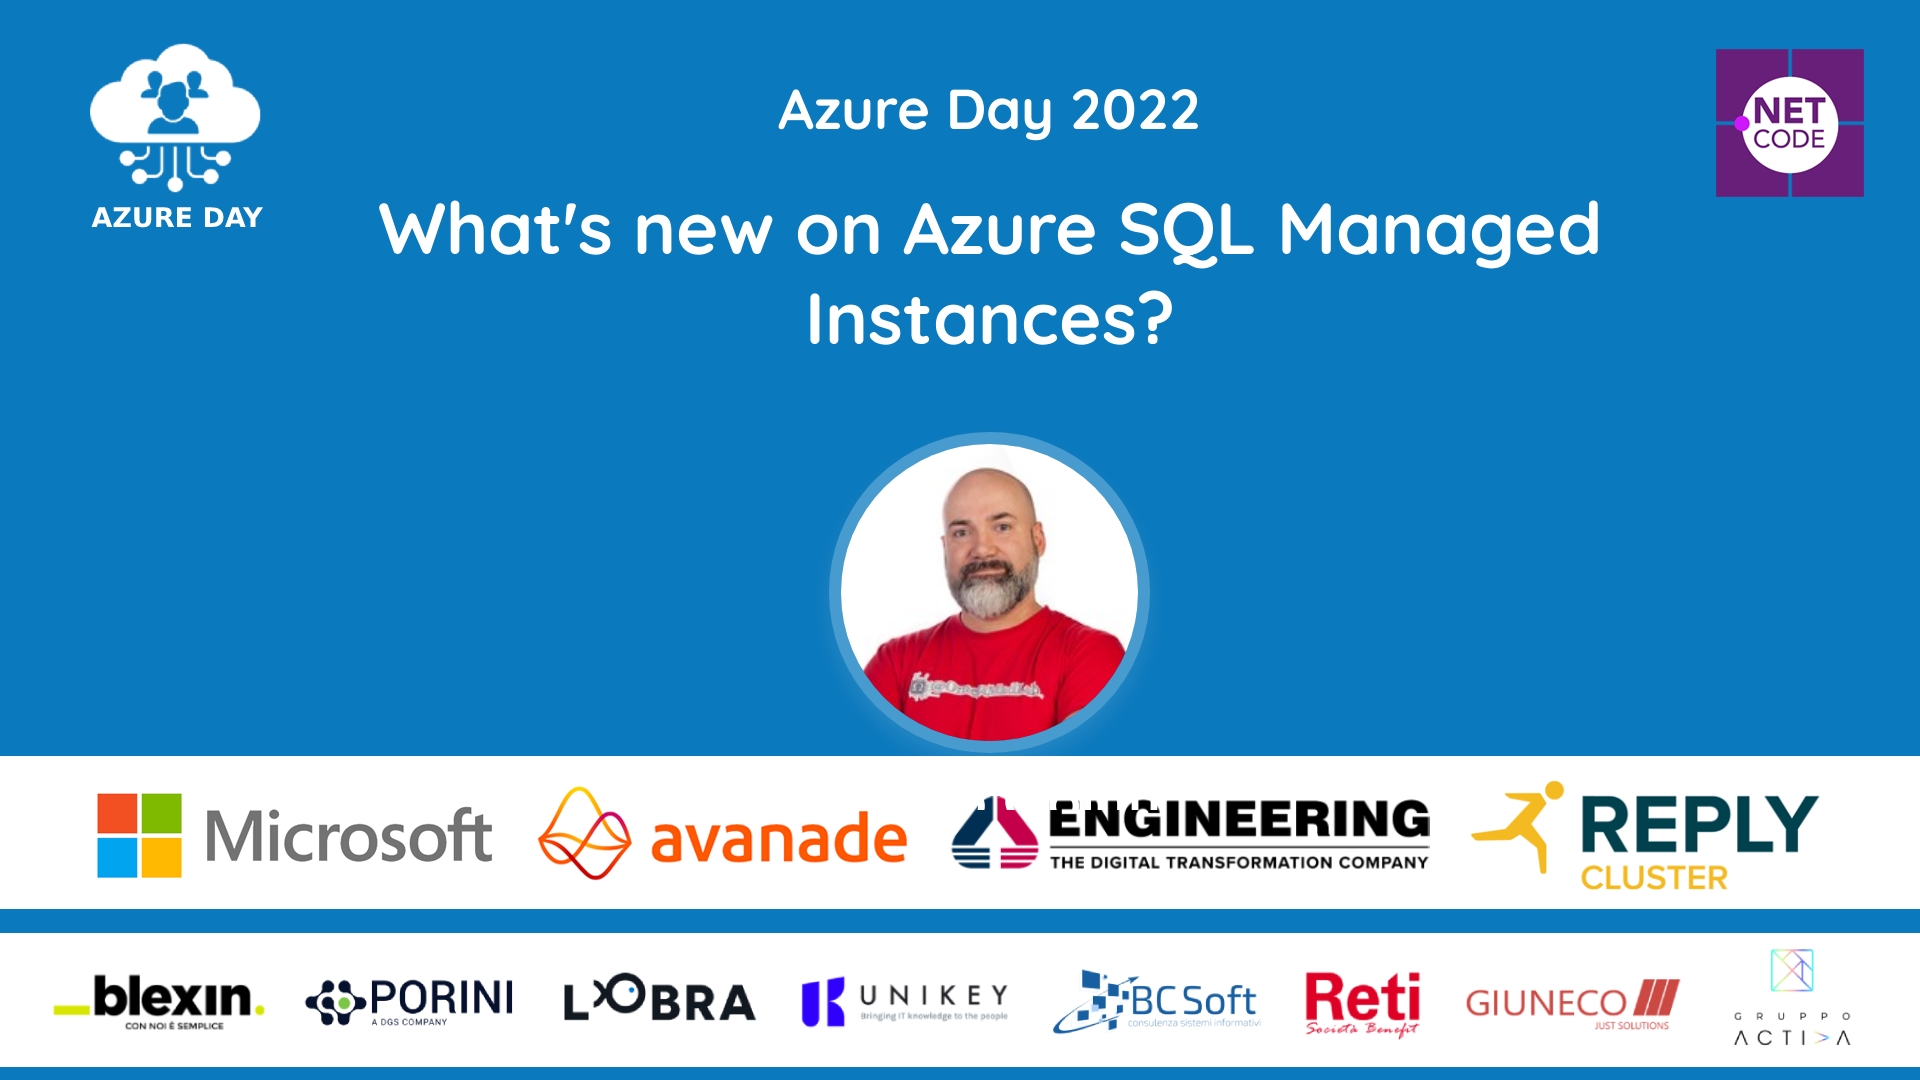 Azure Day 2022
AZURE DAY
NET
CODE
What's new on Azure SQL Managed
Instances?
Microsoft
avanade
ENGINEERING
THE DIGITAL TRANSFORMATION COMPANY
REPLY
CLUSTER
blexin.
CON NOI È SEMPLICE
PORINI
A DGS COMPANY
LOBRA
UNIKEY
Bringing IT knowledge to the people
BC Soft
consulenza sistemi informativi
Reti
Società Benefit
GIUNECO
JUST SOLUTIONS
GRUPPO
ACTIVA